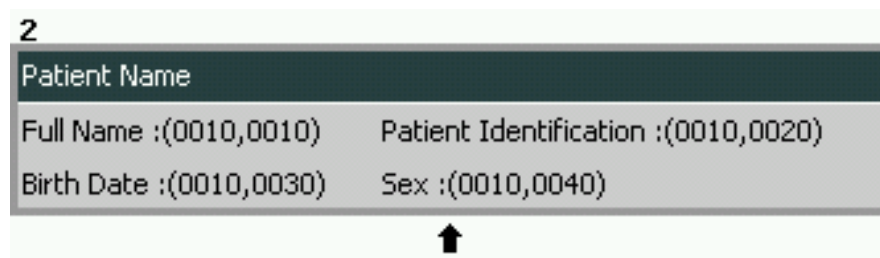 2
Patient Name
Full Name :(0010,0010) Patient Identification :(0010,0020)
Birth Date :(0010,0030) Sex :(0010,0040)